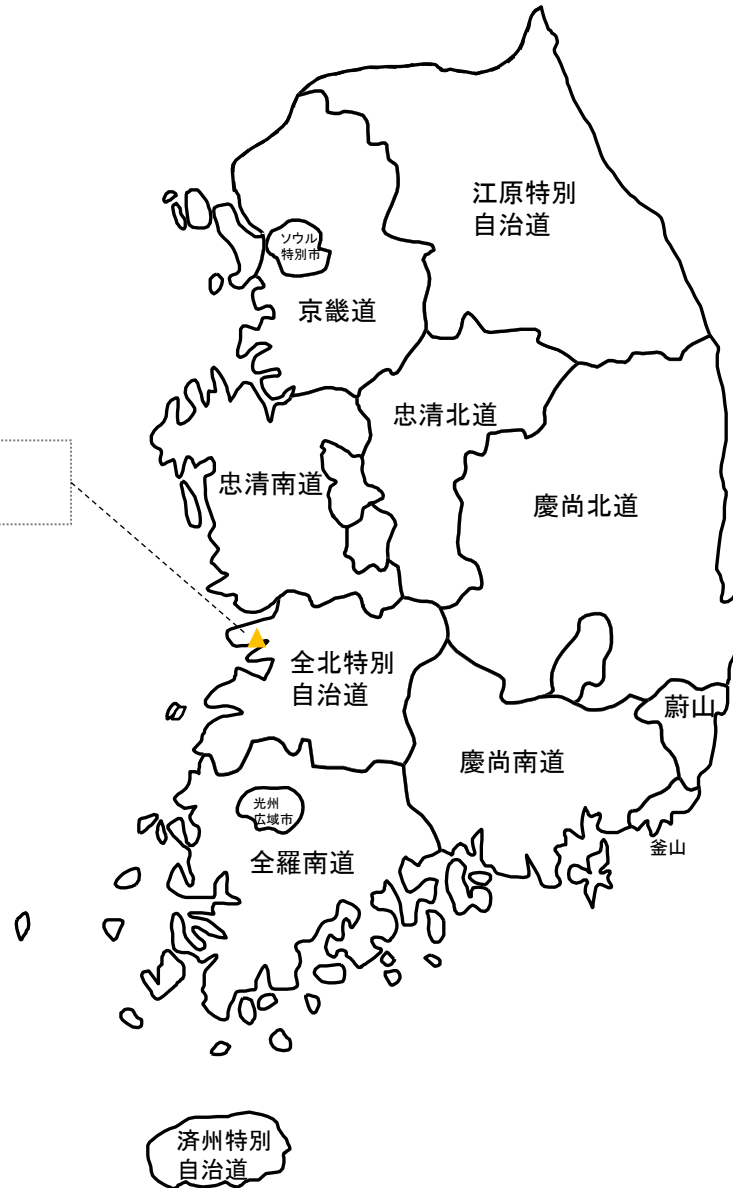 江原特別
自治道
ソウル
特別市
京畿道
忠清北道
忠清南道
慶尚北道
全北特別
自治道
蔚山
慶尚南道
光州
広域市
釜山
全羅南道
済州特別
自治道